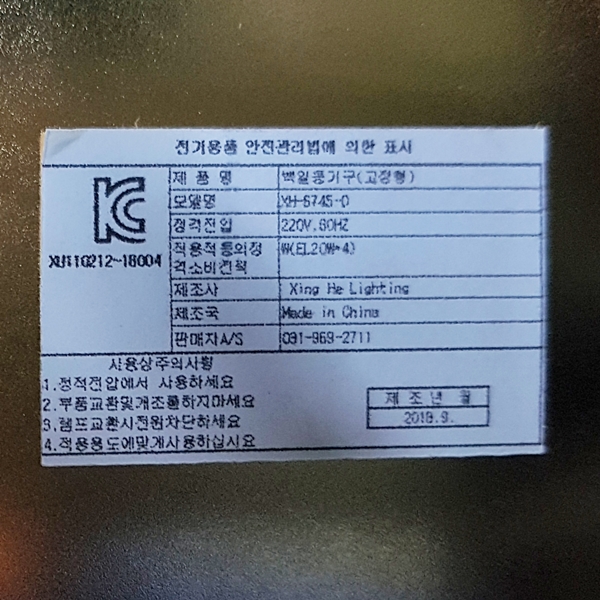 전기용품 안전관리법에 의한 표시
KC
XU11G212-18004
제 품 명 백열등기구(고정형)
모델명 XH-6745-0
정격전압 220V.60HZ
적용적등의정격소비전력 W(EL20W*4)
제조사 Xing He Lighting
제조국 Made in China
판매자A/S 031-969-2711
사용상주의사항
1.정적전압에서 사용하세요
2.부품교환및개조를하지마세요
3.램프교환시전원차단하세요
4.적용용도에맞게사용하십시요
제 조 년 월
2018.9.